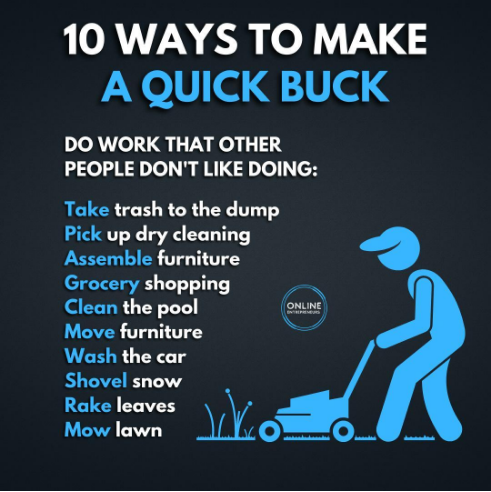 10 WAYS TO MAKE
A QUICK BUCK
DO WORK THAT OTHER
PEOPLE DON'T LIKE DOING:
Take trash to the dump
Pick up dry cleaning
Assemble furniture
Grocery shopping
Clean the pool
Move furniture
Wash the car
Shovel snow
Rake leaves
Mow lawn
ONLINE
ENTREPRENEURS